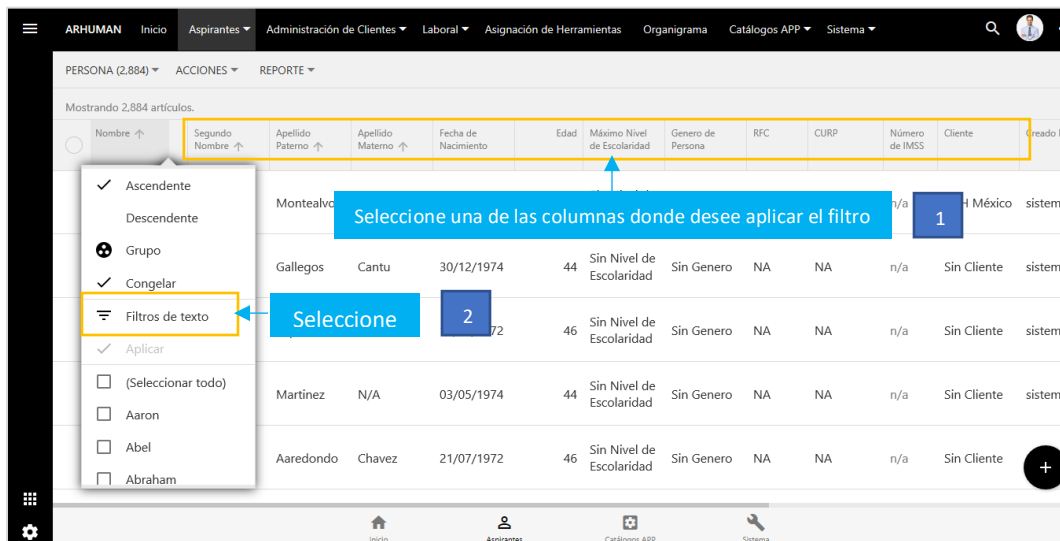 ARHUMAN Inicio Aspirantes Administración de Clientes Laboral Asignación de Herramientas Organigrama Catálogos APP Sistema
PERSONA (2,884) ACCIONES REPORTE
Mostrando 2,884 artículos.
Nombre Segundo Nombre Apellido Paterno Apellido Materno Fecha de Nacimiento Edad Máximo Nivel de Escolaridad Genero de Persona RFC CURP Número de IMSS Cliente Creado
Ascendente
Descendente
Grupo
Congelar
Filtros de texto
Aplicar
(Seleccionar todo)
Aaron
Abel
Abraham
Seleccione una de las columnas donde desee aplicar el filtro
1
Seleccione
2
Montealvo n/a H México sistem
Gallegos Cantu 30/12/1974 44 Sin Nivel de Escolaridad Sin Genero NA NA n/a Sin Cliente sistem
72 46 Sin Nivel de Escolaridad Sin Genero NA NA n/a Sin Cliente sistem
Martinez N/A 03/05/1974 44 Sin Nivel de Escolaridad Sin Genero NA NA n/a Sin Cliente sistem
Aaredondo Chavez 21/07/1972 46 Sin Nivel de Escolaridad Sin Genero NA NA n/a Sin Cliente
Inicio Aspirantes Catálogos APP Sistema